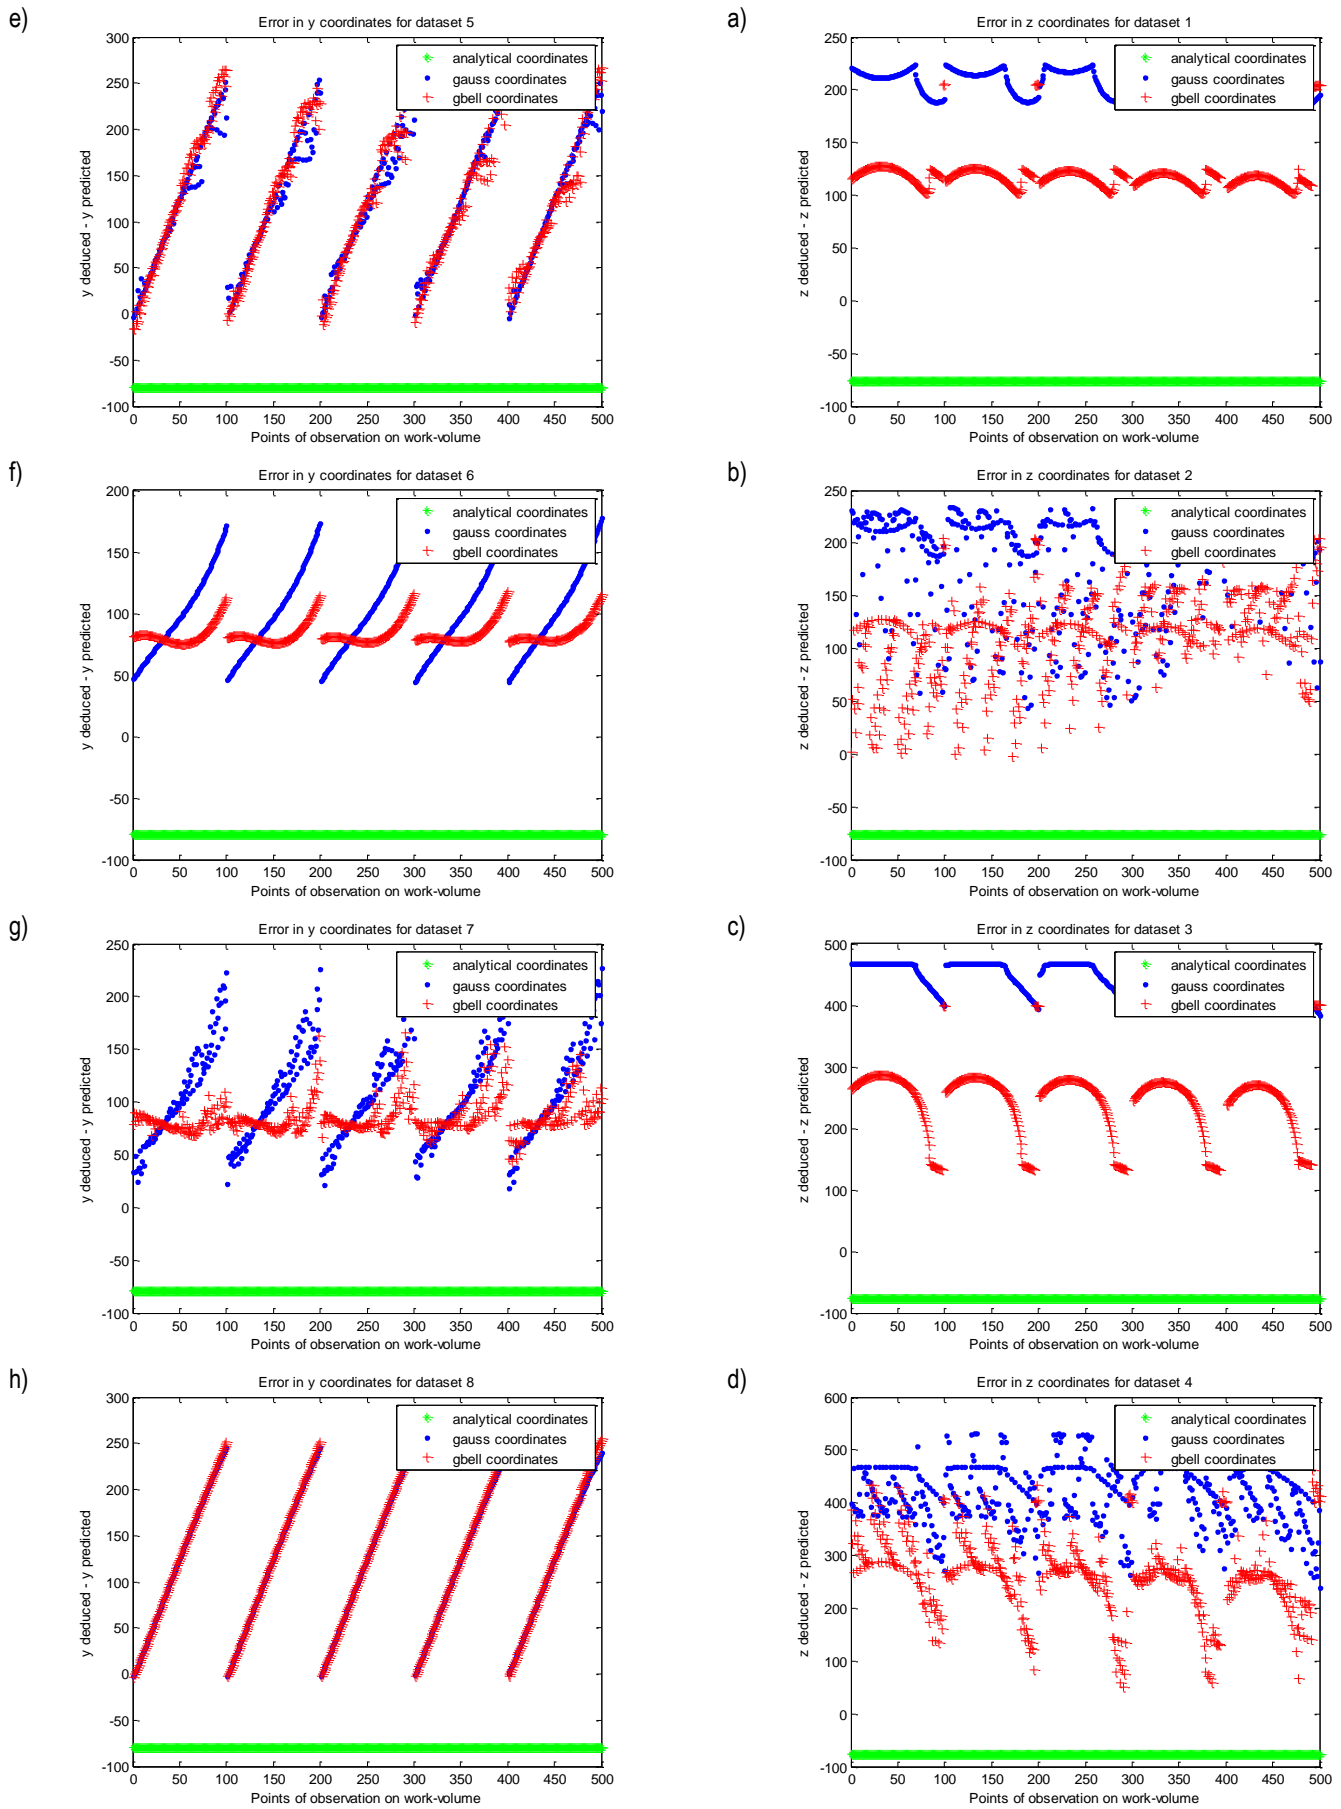 e)
Error in y coordinates for dataset 5
300
250
200
150
100
50
0
-50
-100
y deduced - y predicted
analytical coordinates
gauss coordinates
gbell coordinates
0 50 100 150 200 250 300 350 400 450 500
Points of observation on work-volume
a)
Error in z coordinates for dataset 1
250
200
150
100
50
0
-50
-100
z deduced - z predicted
analytical coordinates
gauss coordinates
gbell coordinates
0 50 100 150 200 250 300 350 400 450 500
Points of observation on work-volume
f)
Error in y coordinates for dataset 6
200
150
100
50
0
-50
-100
y deduced - y predicted
analytical coordinates
gauss coordinates
gbell coordinates
0 50 100 150 200 250 300 350 400 450 500
Points of observation on work-volume
b)
Error in z coordinates for dataset 2
250
200
150
100
50
0
-50
-100
z deduced - z predicted
analytical coordinates
gauss coordinates
gbell coordinates
0 50 100 150 200 250 300 350 400 450 500
Points of observation on work-volume
g)
Error in y coordinates for dataset 7
250
200
150
100
50
0
-50
-100
y deduced - y predicted
analytical coordinates
gauss coordinates
gbell coordinates
0 50 100 150 200 250 300 350 400 450 500
Points of observation on work-volume
c)
Error in z coordinates for dataset 3
500
400
300
200
100
0
-100
z deduced - z predicted
analytical coordinates
gauss coordinates
gbell coordinates
0 50 100 150 200 250 300 350 400 450 500
Points of observation on work-volume
h)
Error in y coordinates for dataset 8
300
250
200
150
100
50
0
-50
-100
y deduced - y predicted
analytical coordinates
gauss coordinates
gbell coordinates
0 50 100 150 200 250 300 350 400 450 500
Points of observation on work-volume
d)
Error in z coordinates for dataset 4
600
500
400
300
200
100
0
-100
z deduced - z predicted
analytical coordinates
gauss coordinates
gbell coordinates
0 50 100 150 200 250 300 350 400 450 500
Points of observation on work-volume